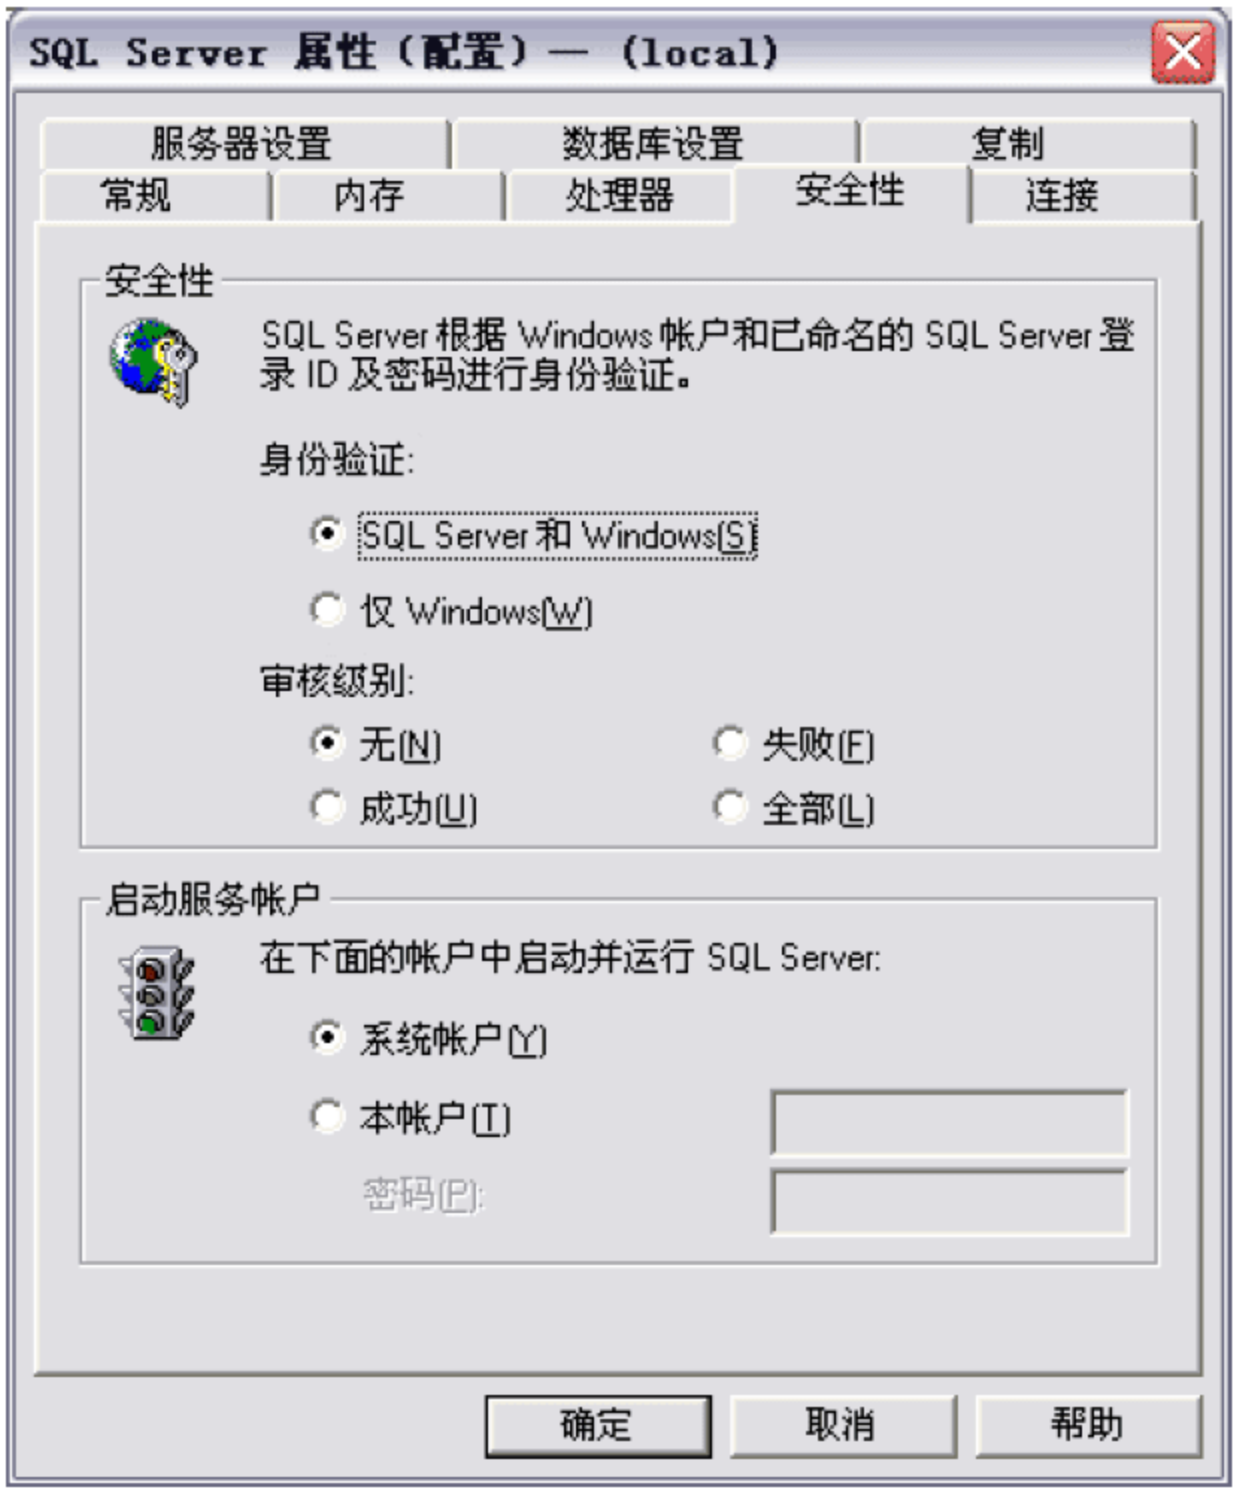 SQL Server 属性（配置）— (local)
服务器设置 数据库设置 复制
常规 内存 处理器 安全性 连接
安全性
SQL Server 根据 Windows 帐户和已命名的 SQL Server 登
录 ID 及密码进行身份验证。
身份验证:
SQL Server 和 Windows(S)
仅 Windows(W)
审核级别:
无(N) 失败(F)
成功(U) 全部(L)
启动服务帐户
在下面的帐户中启动并运行 SQL Server:
系统帐户(Y)
本帐户(T)
密码(P):
确定 取消 帮助